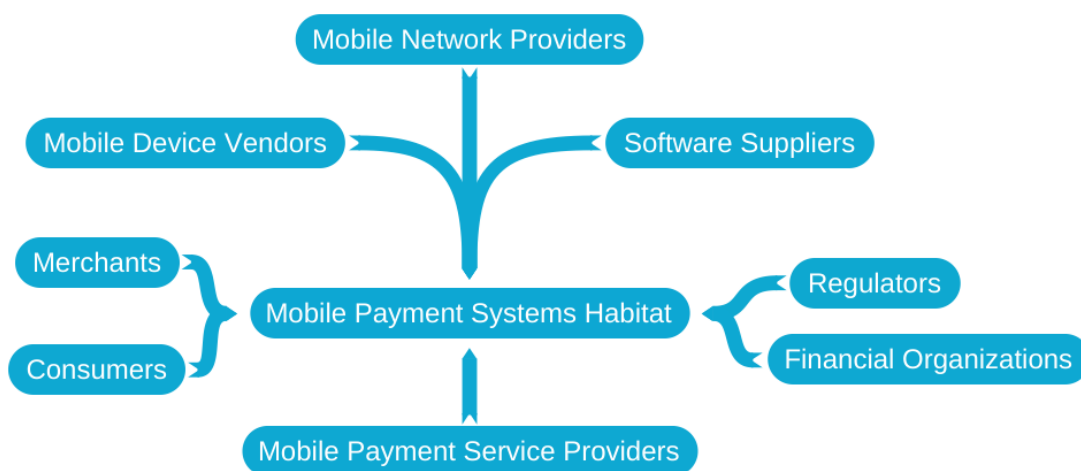 Mobile Network Providers
Mobile Device Vendors
Software Suppliers
Merchants
Regulators
Mobile Payment Systems Habitat
Consumers
Financial Organizations
Mobile Payment Service Providers